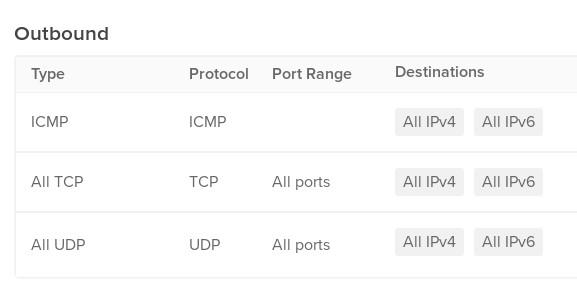 Outbound
Type Protocol Port Range Destinations
ICMP ICMP All IPv4 All IPv6
All TCP TCP All ports All IPv4 All IPv6
All UDP UDP All ports All IPv4 All IPv6